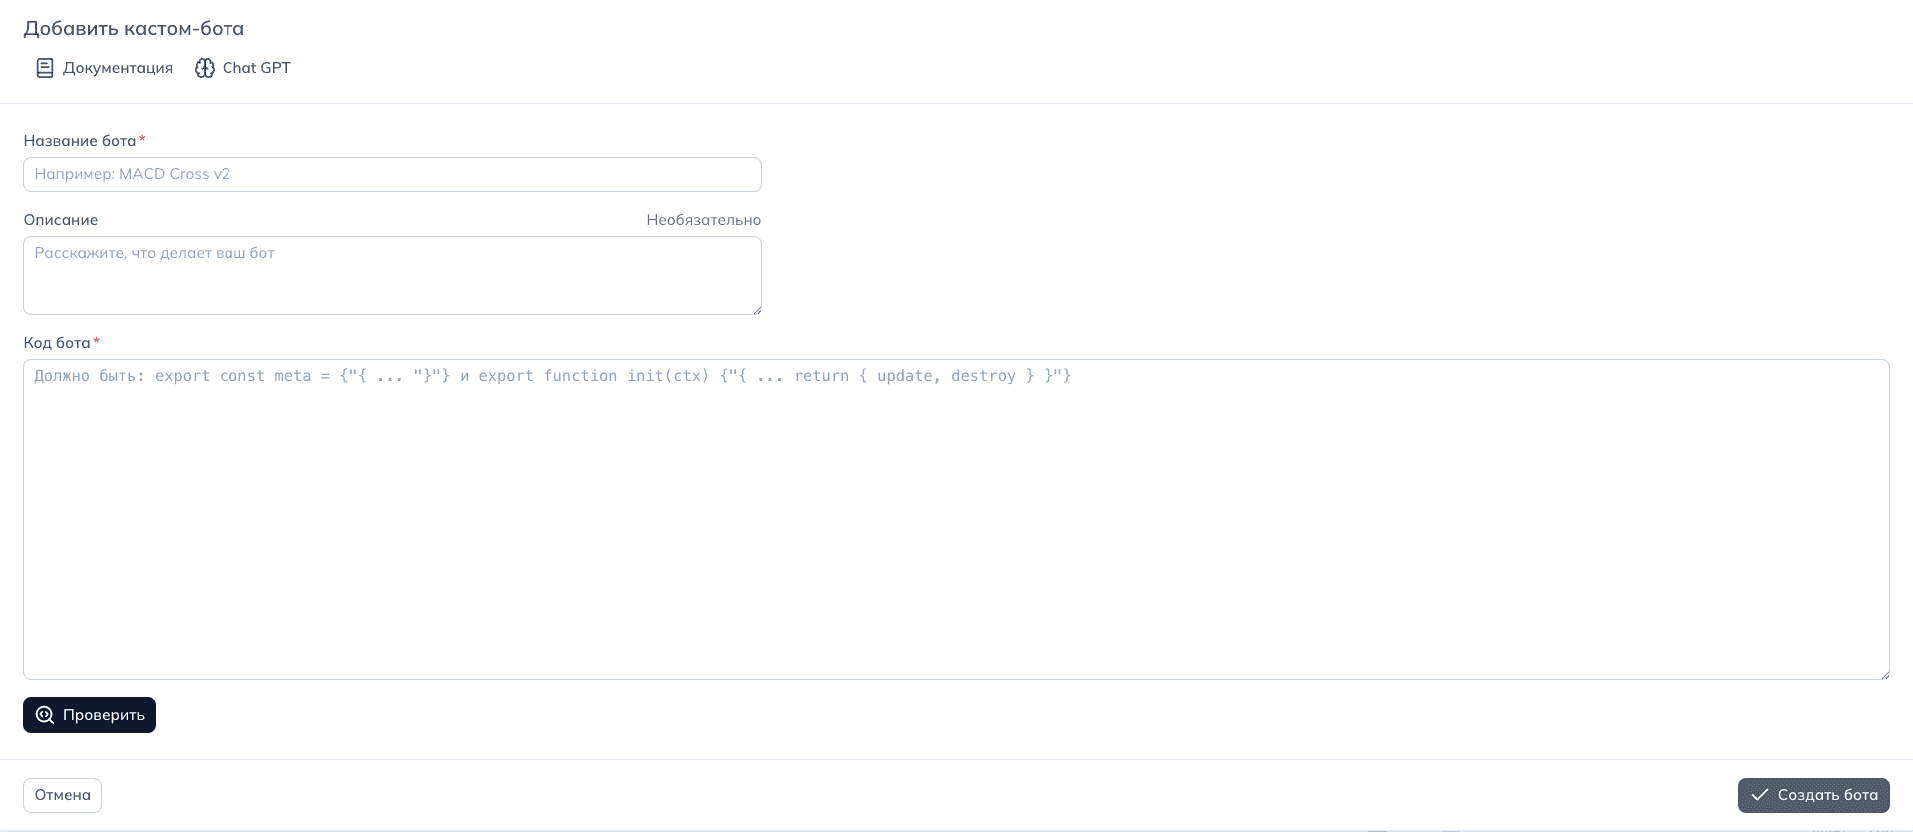 Добавить кастом-бота
Документация Chat GPT
Название бота*
Например: MACD Cross v2
Описание Необязательно
Расскажите, что делает ваш бот
Код бота*
Должно быть: export const meta = {"{ ... "}"} и export function init(ctx) {"{ ... return { update, destroy } }"}
Проверить
Отмена Создать бота